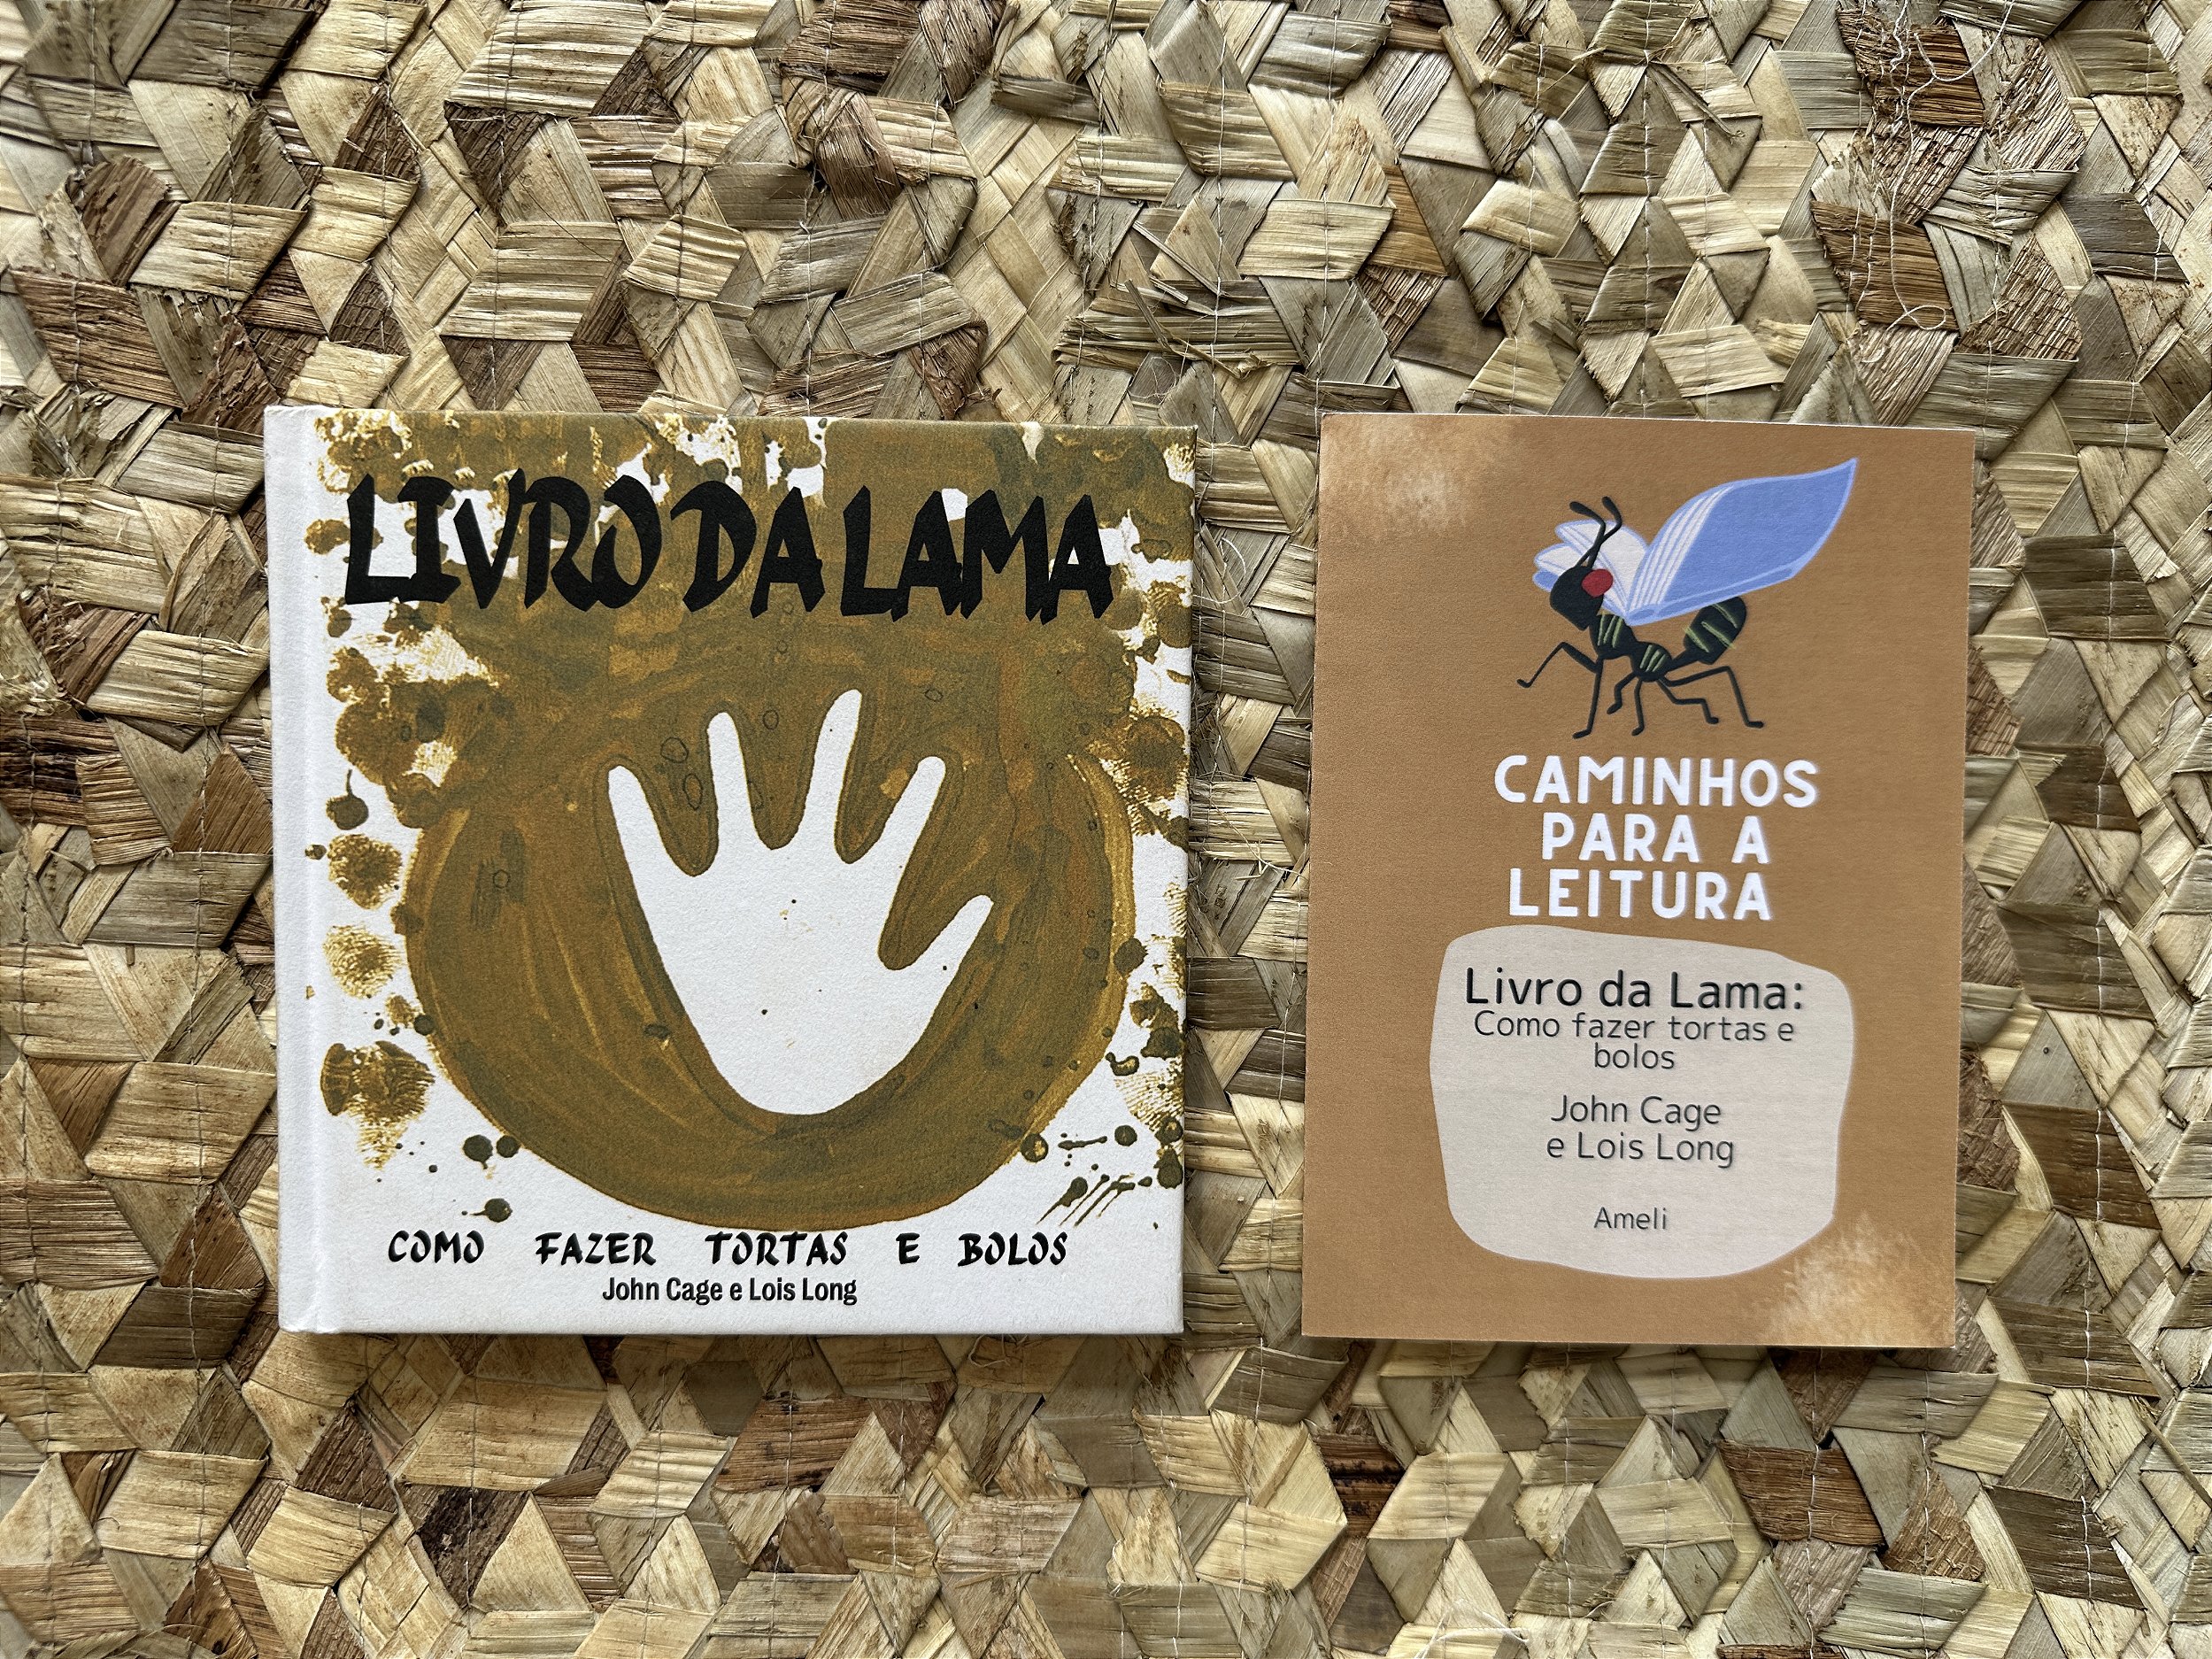 LIVRO DA LAMA
COMO FAZER TORTAS E BOLOS
John Cage e Lois Long
CAMINHOS
PARA A
LEITURA
Livro da Lama:
Como fazer tortas e
bolos
John Cage
e Lois Long
Ameli